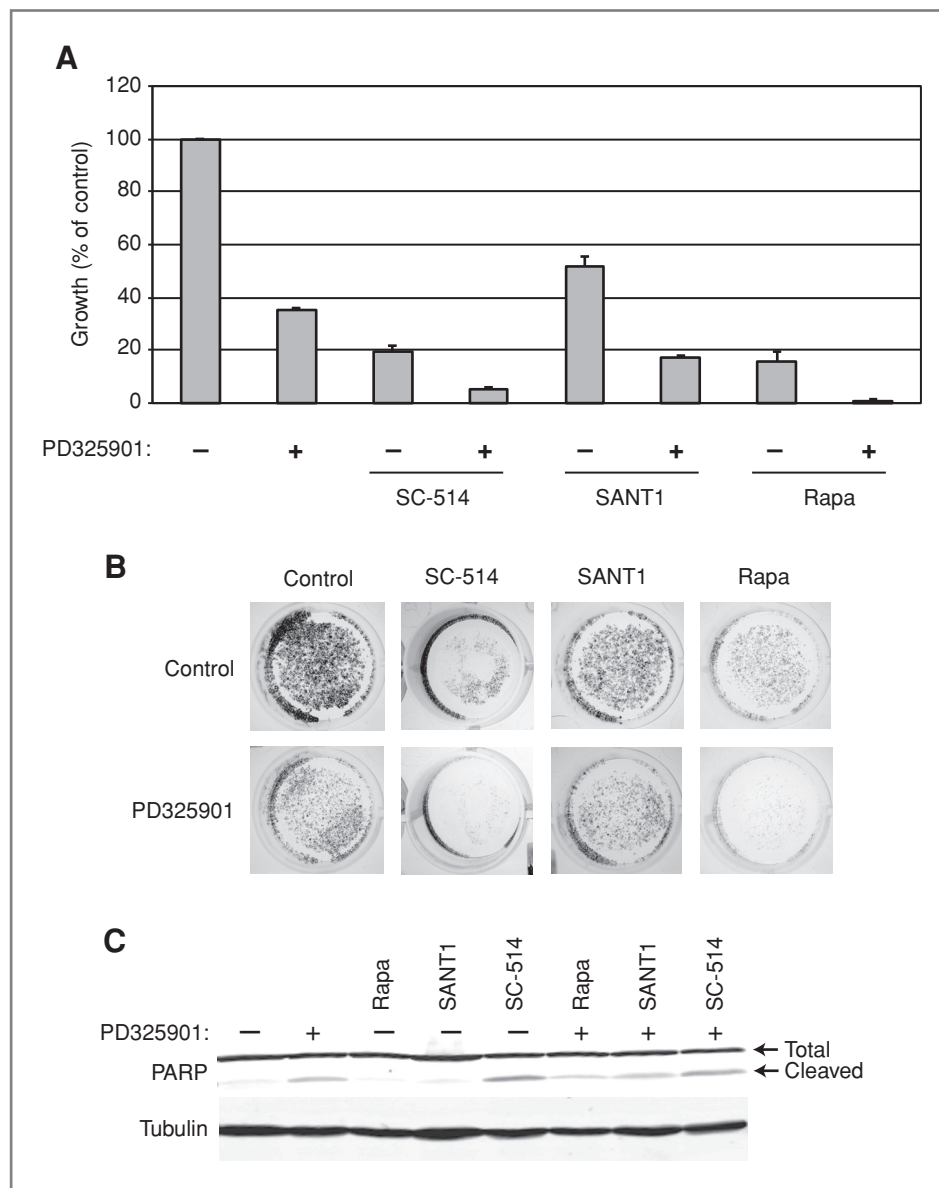 A
120
100
80
60
40
20
0
Growth (% of control)
PD325901: − + − + − + − +
SC-514 SANT1 Rapa
B
Control SC-514 SANT1 Rapa
Control
PD325901
C
Rapa SANT1 SC-514 Rapa SANT1 SC-514
PD325901: − + − − − + + +
Total
PARP
Cleaved
Tubulin